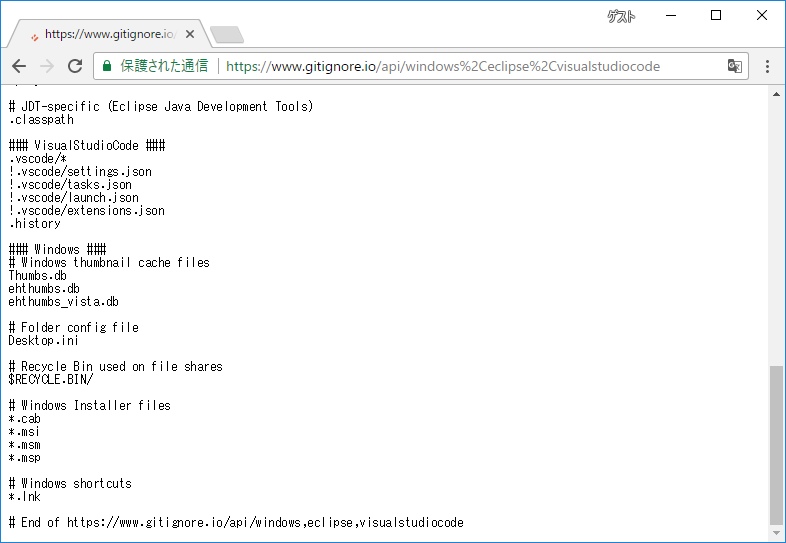 ゲスト
https://www.gitignore.io/
保護された通信
https://www.gitignore.io/api/windows%2Ceclipse%2Cvisualstudiocode
# JDT-specific (Eclipse Java Development Tools)
.classpath
### VisualStudioCode ###
.vscode/*
!.vscode/settings.json
!.vscode/tasks.json
!.vscode/launch.json
!.vscode/extensions.json
.history
### Windows ###
# Windows thumbnail cache files
Thumbs.db
ehthumbs.db
ehthumbs_vista.db
# Folder config file
Desktop.ini
# Recycle Bin used on file shares
$RECYCLE.BIN/
# Windows Installer files
*.cab
*.msi
*.msm
*.msp
# Windows shortcuts
*.lnk
# End of https://www.gitignore.io/api/windows,eclipse,visualstudiocode